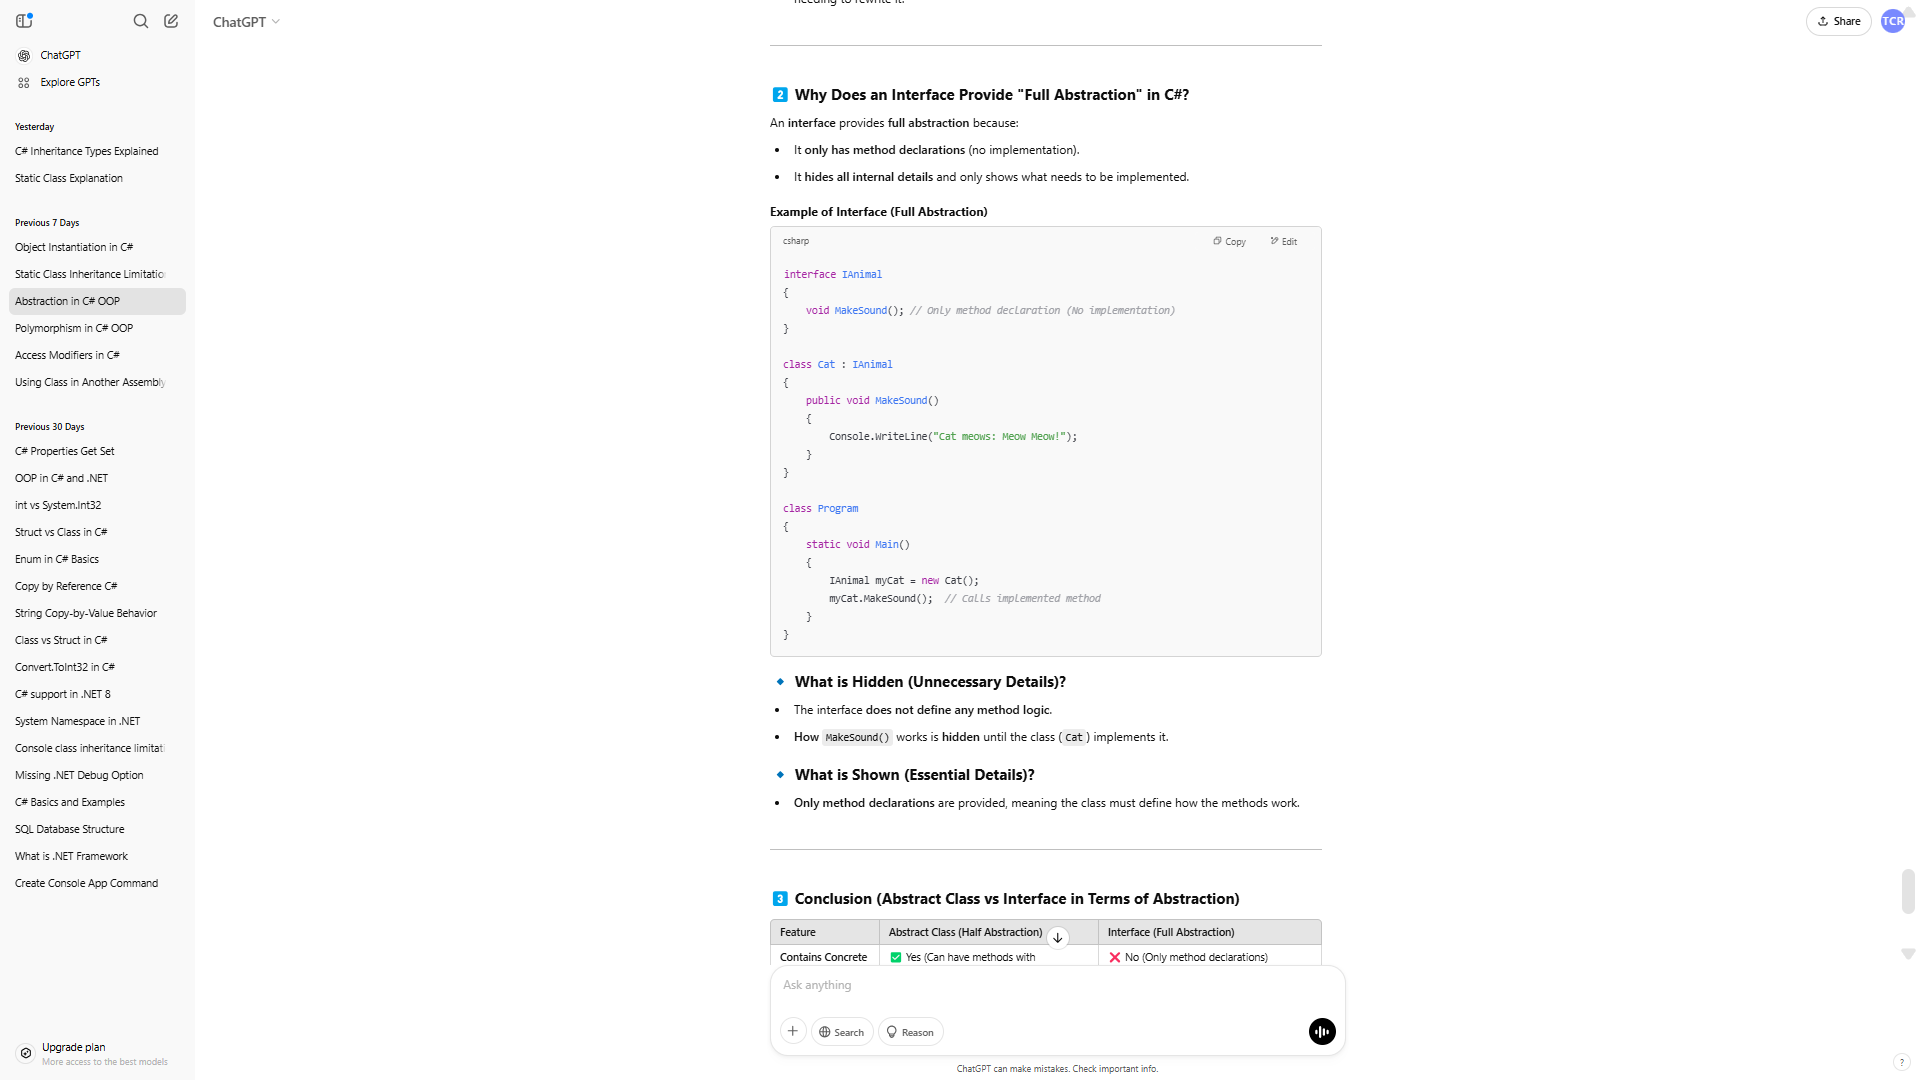 ChatGPT
Share
TCR
ChatGPT
Explore GPTs
Yesterday
C# Inheritance Types Explained
Static Class Explanation
Previous 7 Days
Object Instantiation in C#
Static Class Inheritance Limitatio
Abstraction in C# OOP
Polymorphism in C# OOP
Access Modifiers in C#
Using Class in Another Assembly
Previous 30 Days
C# Properties Get Set
OOP in C# and .NET
int vs System.Int32
Struct vs Class in C#
Enum in C# Basics
Copy by Reference C#
String Copy-by-Value Behavior
Class vs Struct in C#
Convert.ToInt32 in C#
C# support in .NET 8
System Namespace in .NET
Console class inheritance limitati
Missing .NET Debug Option
C# Basics and Examples
SQL Database Structure
What is .NET Framework
Create Console App Command
Upgrade plan
More access to the best models
needing to rewrite it.
2 Why Does an Interface Provide "Full Abstraction" in C#?
An interface provides full abstraction because:
• It only has method declarations (no implementation).
• It hides all internal details and only shows what needs to be implemented.
Example of Interface (Full Abstraction)
csharp Copy Edit
interface IAnimal
{
    void MakeSound(); // Only method declaration (No implementation)
}
class Cat : IAnimal
{
    public void MakeSound()
    {
        Console.WriteLine("Cat meows: Meow Meow!");
    }
}
class Program
{
    static void Main()
    {
        IAnimal myCat = new Cat();
        myCat.MakeSound();  // Calls implemented method
    }
}
🔹 What is Hidden (Unnecessary Details)?
• The interface does not define any method logic.
• How MakeSound() works is hidden until the class (Cat) implements it.
🔹 What is Shown (Essential Details)?
• Only method declarations are provided, meaning the class must define how the methods work.
3 Conclusion (Abstract Class vs Interface in Terms of Abstraction)
Feature Abstract Class (Half Abstraction) Interface (Full Abstraction)
Contains Concrete ✅ Yes (Can have methods with ❌ No (Only method declarations)
Ask anything
Search Reason
ChatGPT can make mistakes. Check important info.
?